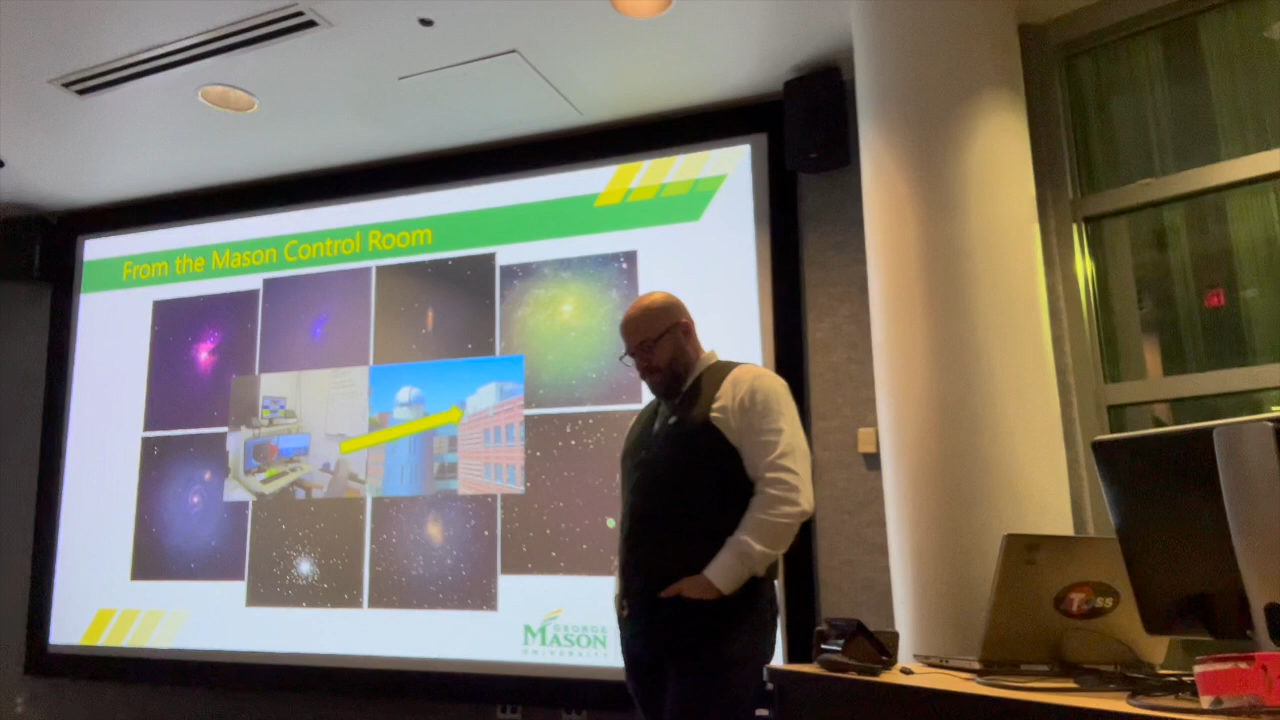 From the Mason Control Room
GEORGE
MASON
UNIVERSITY
TESS